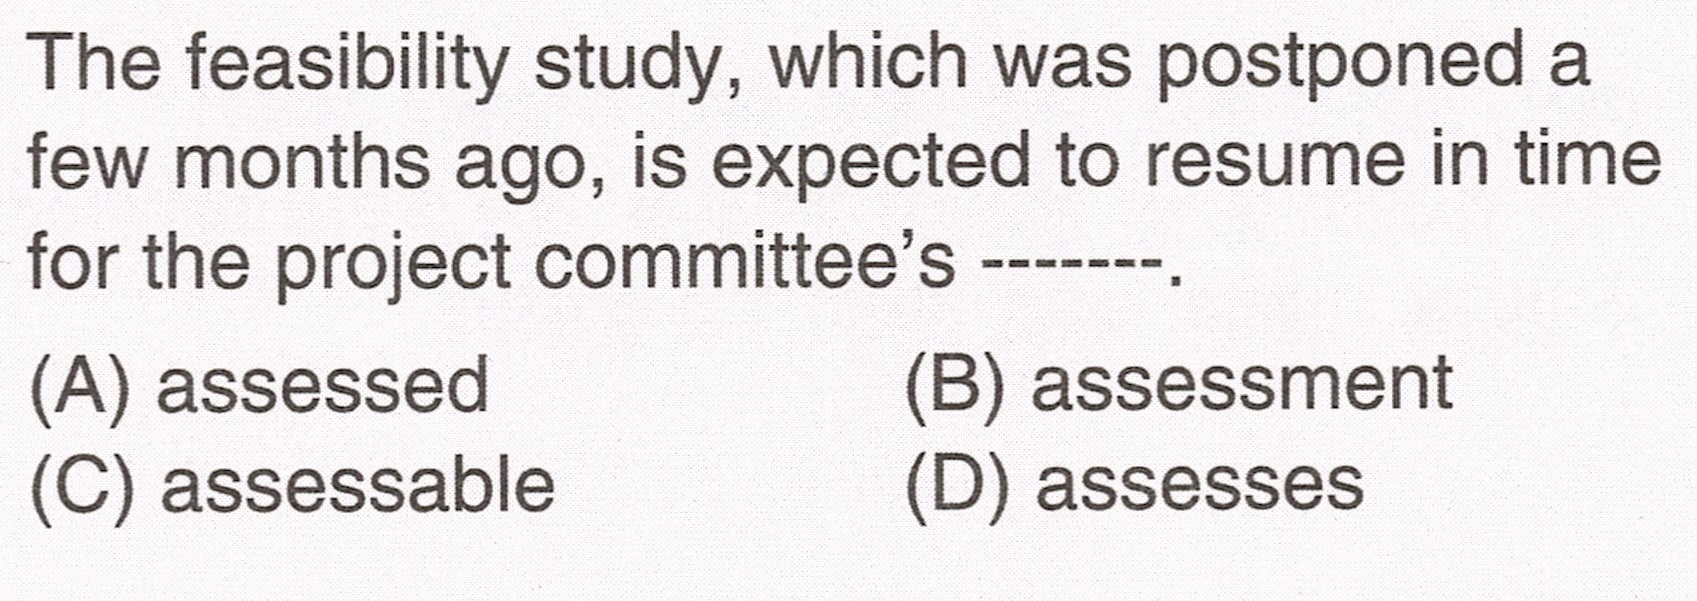 The feasibility study, which was postponed a
few months ago, is expected to resume in time
for the project committee's -------.
(A) assessed (B) assessment
(C) assessable (D) assesses